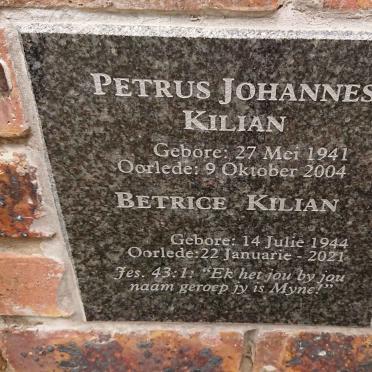 PETRUS JOHANNES
KILIAN
Gebore: 27 Mei 1941
Oorlede: 9 Oktober 2004
BETRICE KILIAN
Gebore: 14 Julie 1944
Oorlede:22 Januarie - 2021
Jes. 43:1: “Ek het jou by jou
naam geroep jy is Myne!”